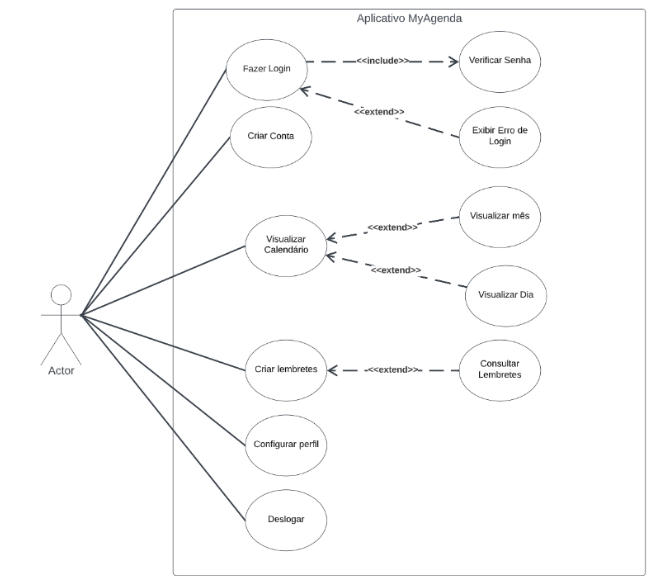 Aplicativo MyAgenda
Fazer Login
<<include>>
Verificar Senha
<<extend>>
Exibir Erro de
Login
Criar Conta
Visualizar
Calendário
<<extend>>
Visualizar mês
<<extend>>
Visualizar Dia
Actor
Criar lembretes
<<extend>>
Consultar
Lembretes
Configurar perfil
Deslogar